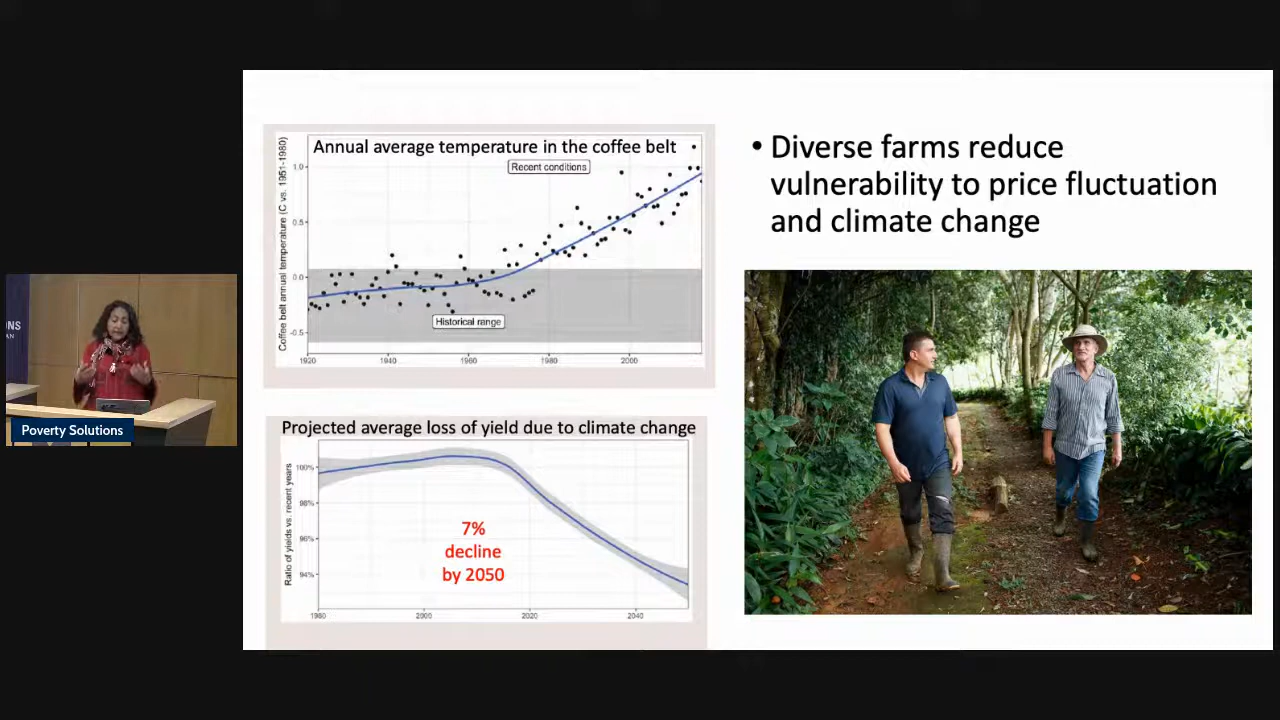 Annual average temperature in the coffee belt
Recent conditions
Historical range
Coffee belt annual temperature (C vs. 1951-1980)
1.0
0.5
0.0
-0.5
1920
1940
1960
1980
2000
Projected average loss of yield due to climate change
Ratio of yields vs. recent years
100%
98%
96%
94%
7%
decline
by 2050
1980
2000
2020
2040
• Diverse farms reduce
vulnerability to price fluctuation
and climate change
Poverty Solutions